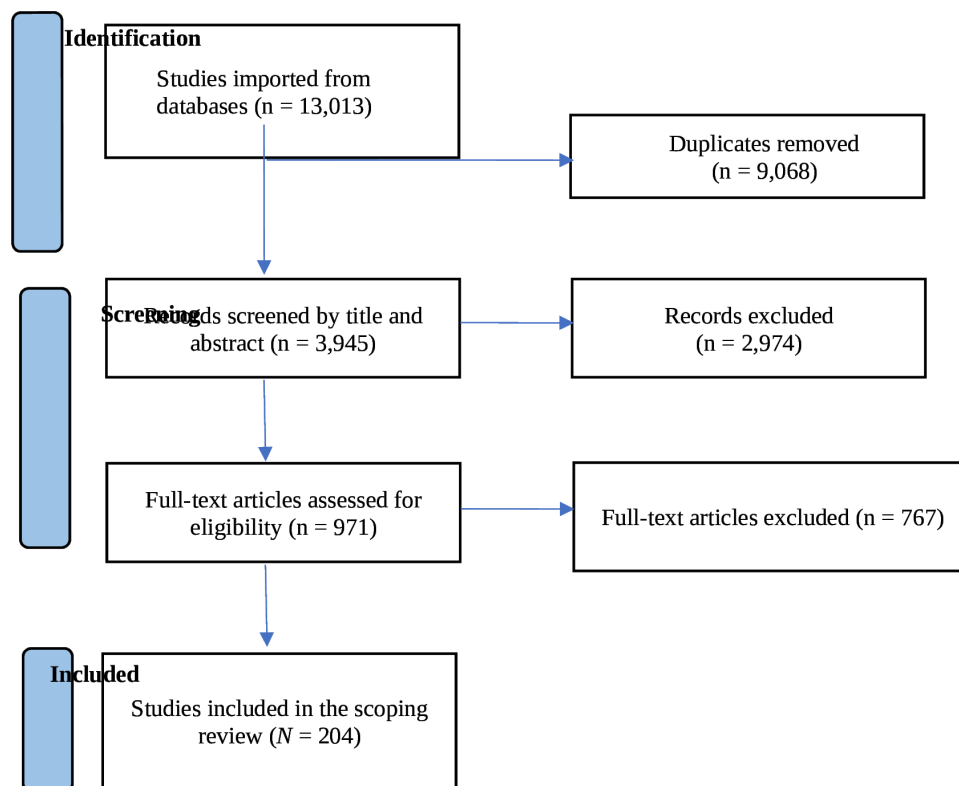 Identification
Studies imported from
databases (n = 13,013)
Duplicates removed
(n = 9,068)
Screening
Records screened by title and
abstract (n = 3,945)
Records excluded
(n = 2,974)
Full-text articles assessed for
eligibility (n = 971)
Full-text articles excluded (n = 767)
Included
Studies included in the scoping
review (N = 204)